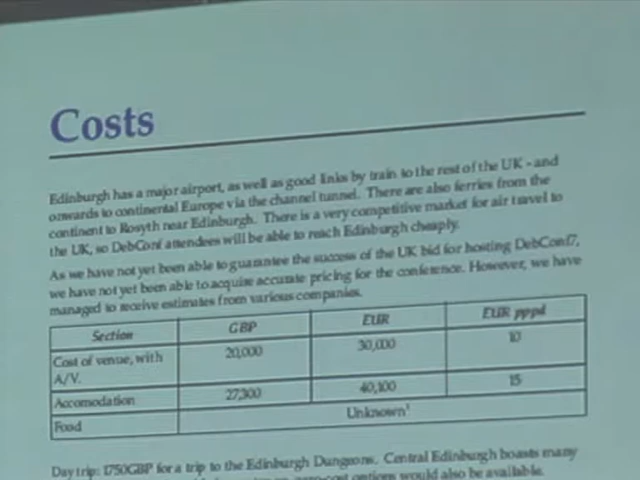 Costs
Edinburgh has a major airport, as well as good links by train to the rest of the UK - and
onwards to continental Europe via the channel tunnel. There are also ferries from the
continent to Rosyth near Edinburgh. There is a very competitive market for air travel to
the UK, so DebConf attendees will be able to reach Edinburgh cheaply.
As we have not yet been able to guarantee the success of the UK bid for hosting DebConf7,
we have not yet been able to acquire accurate pricing for the conference. However, we have
managed to receive estimates from various companies.
Section GBP EUR EUR pppd
Cost of venue, with 20,000 30,000 10
A/V.
Accomodation 27,300 40,100 15
Food Unknown¹
Day trip: 1750GBP for a trip to the Edinburgh Dungeons. Central Edinburgh boasts many
options would also be available.